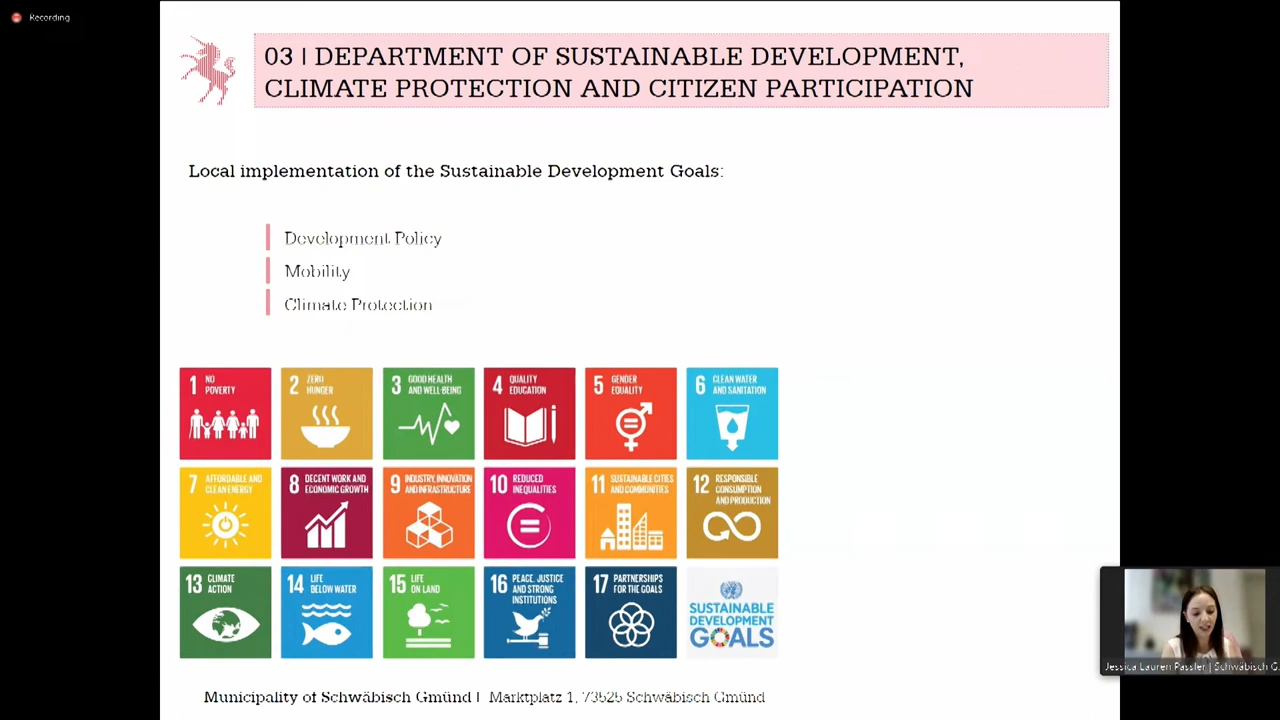 Recording
03 | DEPARTMENT OF SUSTAINABLE DEVELOPMENT,
CLIMATE PROTECTION AND CITIZEN PARTICIPATION
Local implementation of the Sustainable Development Goals:
Development Policy
Mobility
Climate Protection
1 NO
POVERTY
2 ZERO
HUNGER
3 GOOD HEALTH
AND WELL-BEING
4 QUALITY
EDUCATION
5 GENDER
EQUALITY
6 CLEAN WATER
AND SANITATION
7 AFFORDABLE AND
CLEAN ENERGY
8 DECENT WORK AND
ECONOMIC GROWTH
9 INDUSTRY, INNOVATION
AND INFRASTRUCTURE
10 REDUCED
INEQUALITIES
11 SUSTAINABLE CITIES
AND COMMUNITIES
12 RESPONSIBLE
CONSUMPTION
AND PRODUCTION
13 CLIMATE
ACTION
14 LIFE
BELOW WATER
15 LIFE
ON LAND
16 PEACE, JUSTICE
AND STRONG
INSTITUTIONS
17 PARTNERSHIPS
FOR THE GOALS
SUSTAINABLE
DEVELOPMENT
GOALS
Jessica Lauren Passler | Schwäbisch G.
Municipality of Schwäbisch Gmünd | Marktplatz 1, 73525 Schwäbisch Gmünd